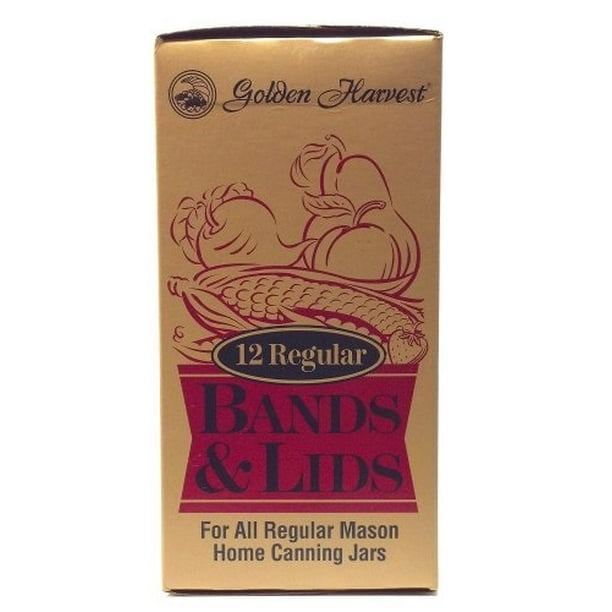 Golden Harvest®
12 Regular
BANDS
& LIDS
For All Regular Mason
Home Canning Jars